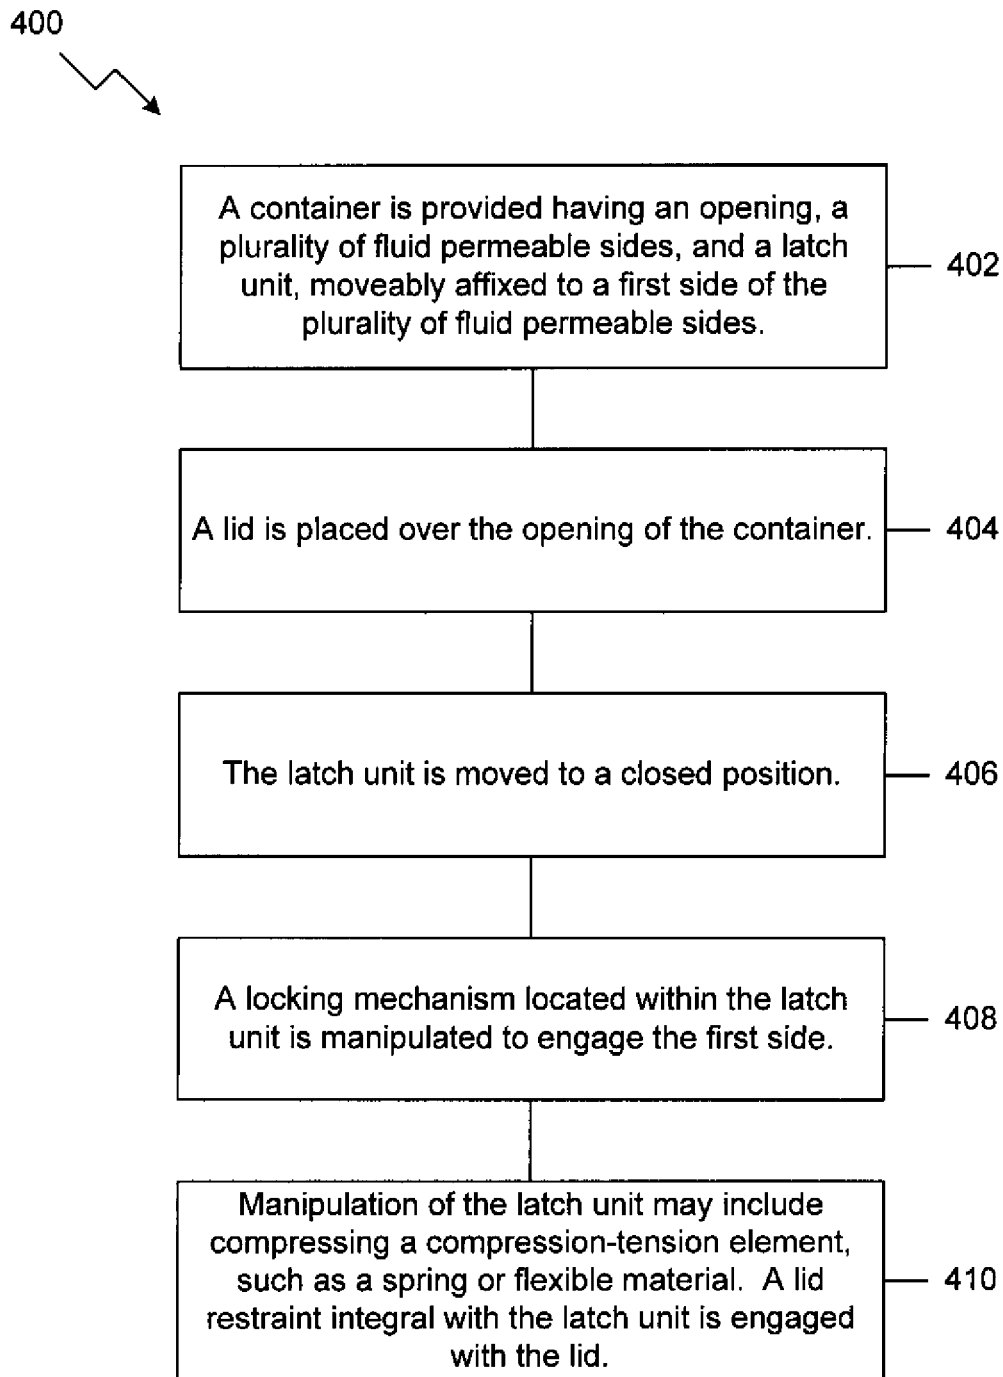 400
A container is provided having an opening, a
plurality of fluid permeable sides, and a latch
unit, moveably affixed to a first side of the
plurality of fluid permeable sides.
402
A lid is placed over the opening of the container.
404
The latch unit is moved to a closed position.
406
A locking mechanism located within the latch
unit is manipulated to engage the first side.
408
Manipulation of the latch unit may include
compressing a compression-tension element,
such as a spring or flexible material.  A lid
restraint integral with the latch unit is engaged
with the lid.
410